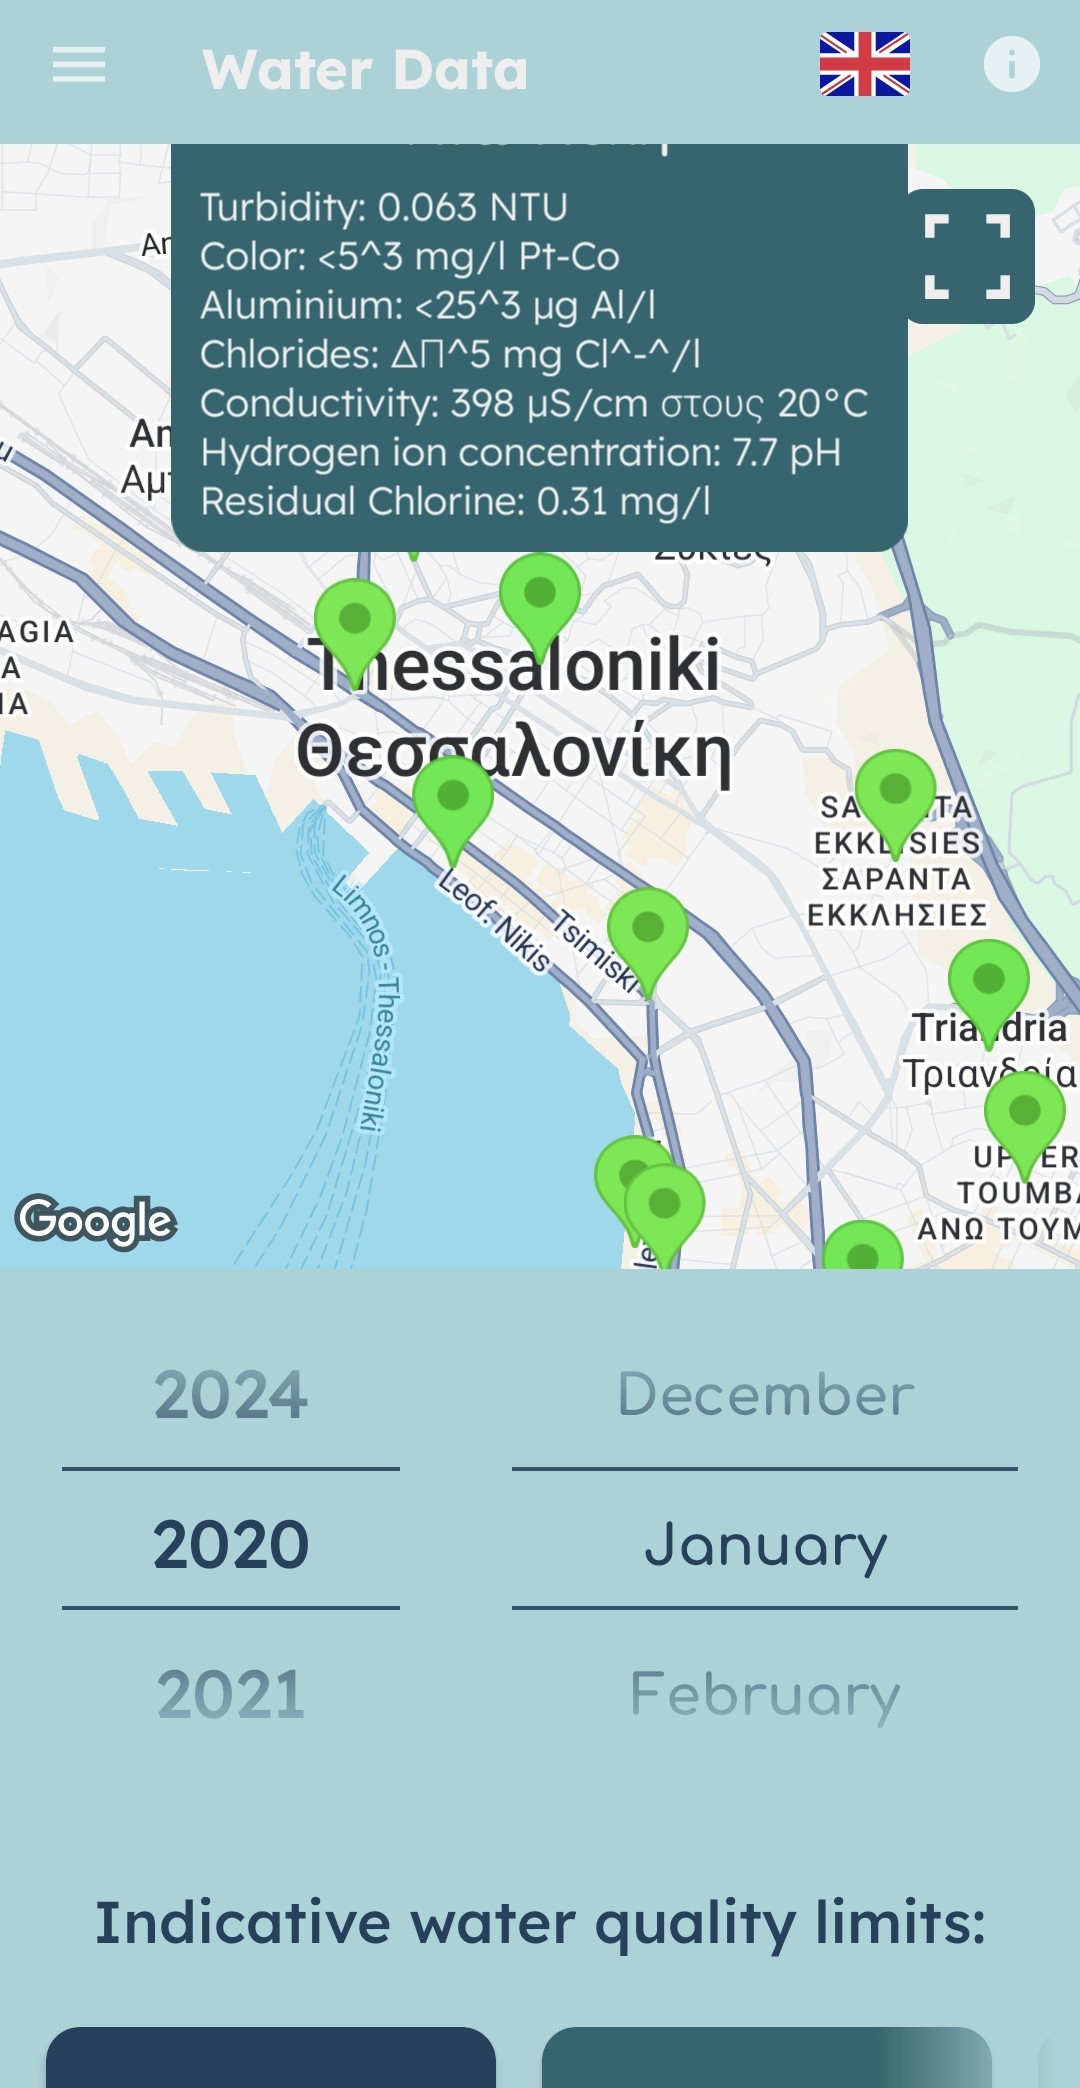 Water Data
Turbidity: 0.063 NTU
Color: <5^3 mg/l Pt-Co
Aluminium: <25^3 µg Al/l
Chlorides: ΔΠ^5 mg Cl^-^/l
Conductivity: 398 µS/cm στους 20°C
Hydrogen ion concentration: 7.7 pH
Residual Chlorine: 0.31 mg/l
Thessaloniki
Θεσσαλονίκη
ΣΑΡΑΝΤΑ
ΕΚΚΛΗΣΙΕΣ
Leof. Nikis
Tsimiski
Limnos - Thessaloniki
Triandria
Τριανδρία
Google
2024 December
2020 January
2021 February
Indicative water quality limits: